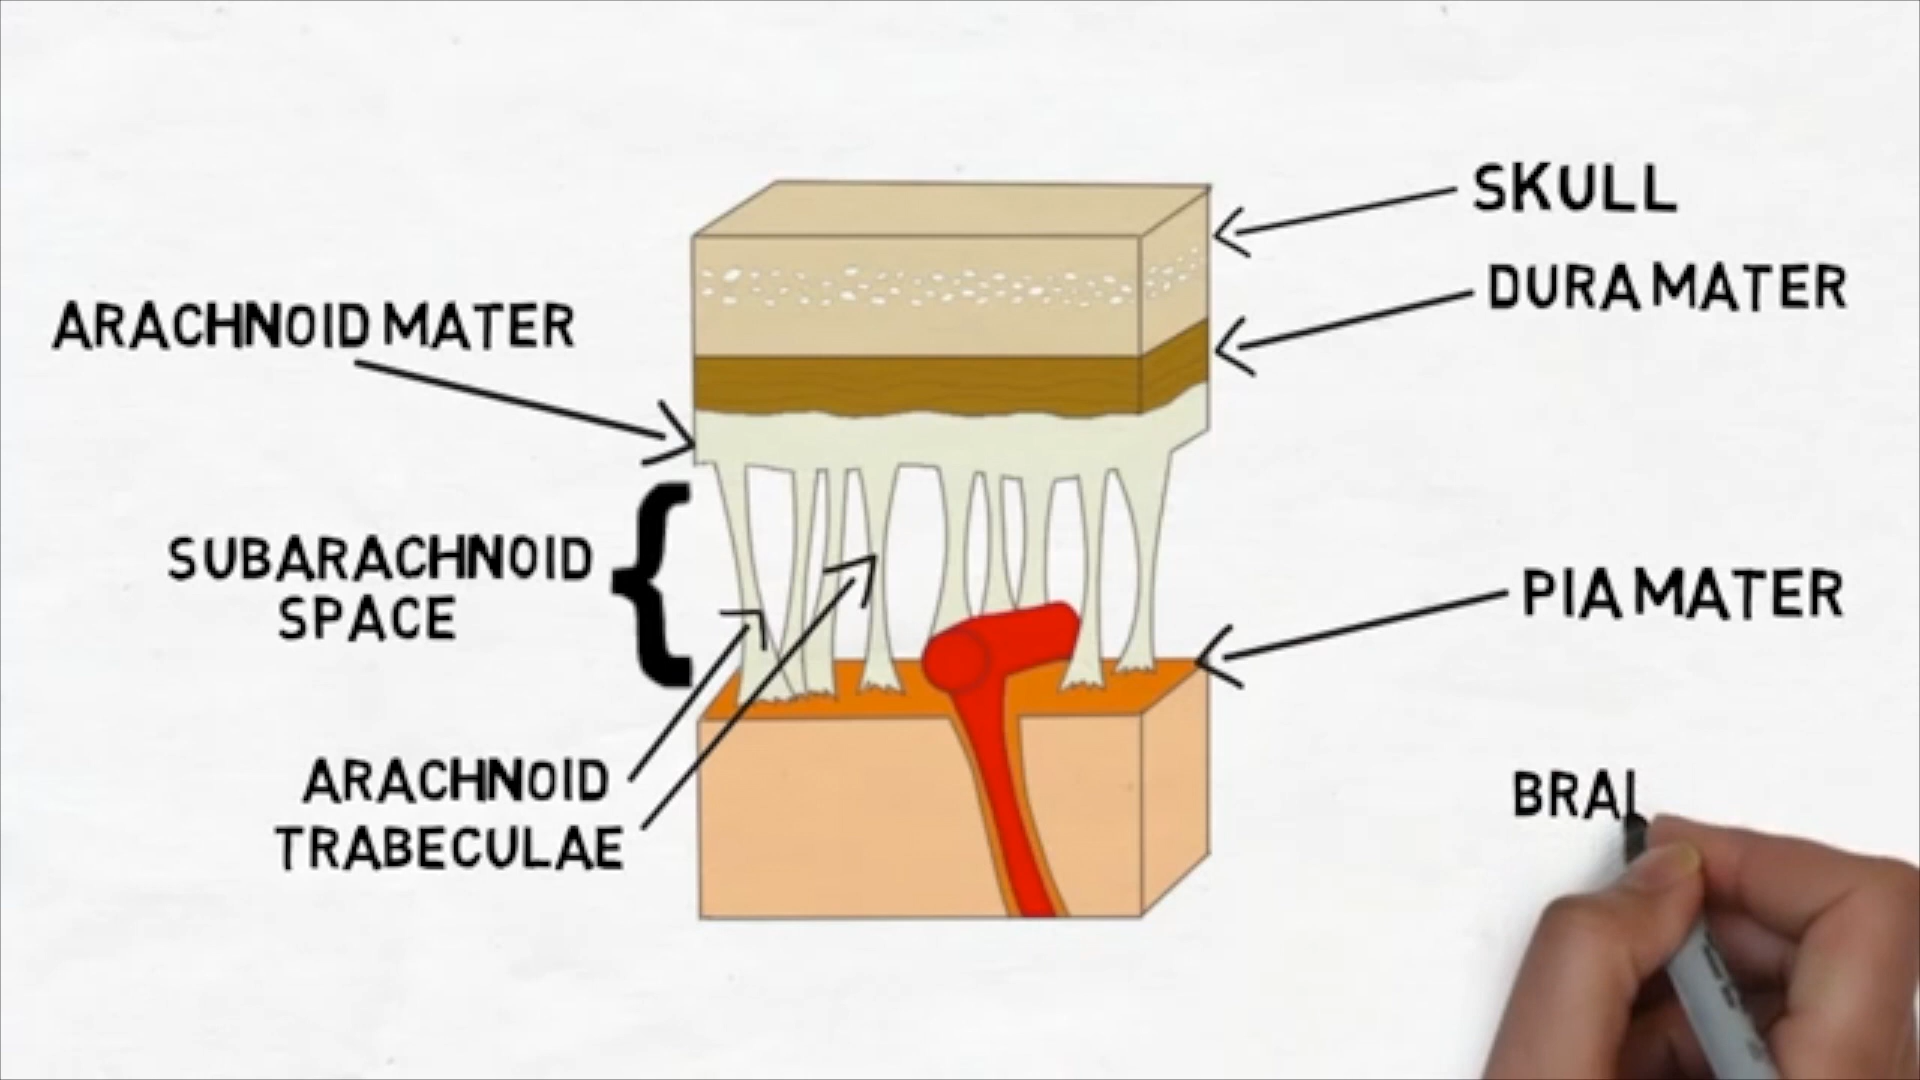 SKULL
DURA MATER
ARACHNOID MATER
SUBARACHNOID
SPACE
PIA MATER
ARACHNOID
TRABECULAE
BRAI